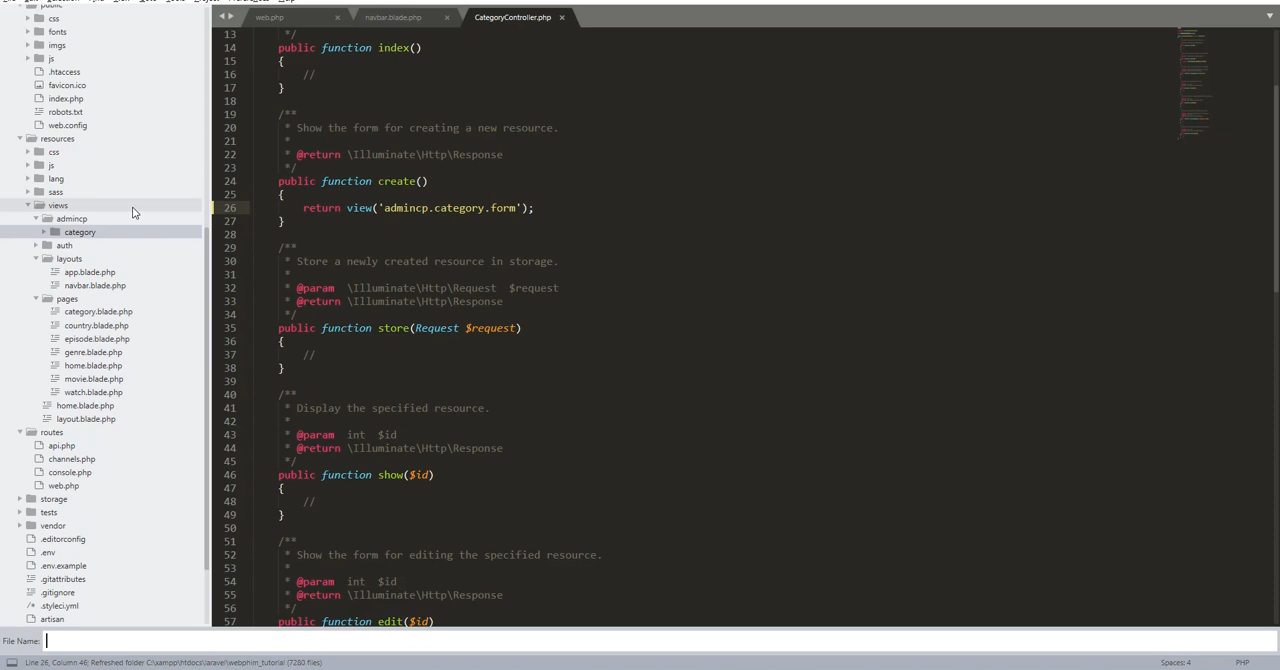 public
css
fonts
imgs
js
.htaccess
favicon.ico
index.php
robots.txt
web.config
resources
css
js
lang
sass
views
admincp
category
auth
layouts
app.blade.php
navbar.blade.php
pages
category.blade.php
country.blade.php
episode.blade.php
genre.blade.php
home.blade.php
movie.blade.php
watch.blade.php
home.blade.php
layout.blade.php
routes
api.php
channels.php
console.php
web.php
storage
tests
vendor
.editorconfig
.env
.env.example
.gitattributes
.gitignore
.styleci.yml
artisan
web.php
navbar.blade.php
CategoryController.php
13 */
14 public function index()
15 {
16 //
17 }
18
19 /**
20 * Show the form for creating a new resource.
21 *
22 * @return \Illuminate\Http\Response
23 */
24 public function create()
25 {
26 return view('admincp.category.form');
27 }
28
29 /**
30 * Store a newly created resource in storage.
31 *
32 * @param \Illuminate\Http\Request $request
33 * @return \Illuminate\Http\Response
34 */
35 public function store(Request $request)
36 {
37 //
38 }
39
40 /**
41 * Display the specified resource.
42 *
43 * @param int $id
44 * @return \Illuminate\Http\Response
45 */
46 public function show($id)
47 {
48 //
49 }
50
51 /**
52 * Show the form for editing the specified resource.
53 *
54 * @param int $id
55 * @return \Illuminate\Http\Response
56 */
57 public function edit($id)
File Name:
Line 26, Column 46; Refreshed folder C:\xampp\htdocs\laravel\webphim_tutorial (7280 files)
Spaces: 4
PHP